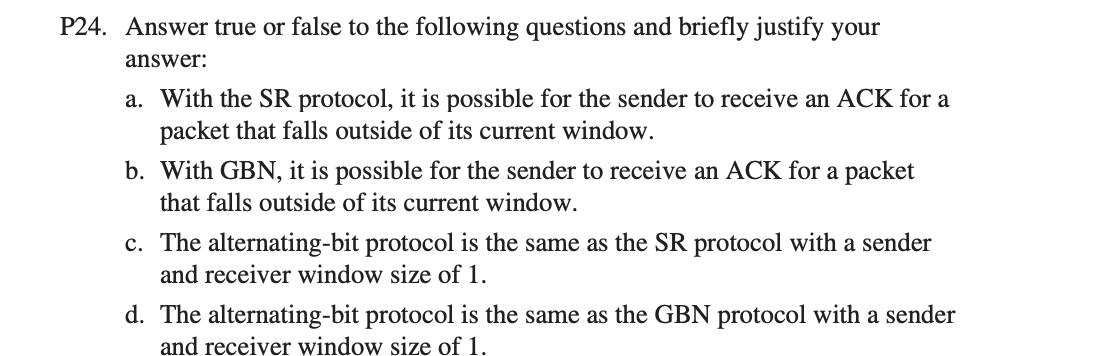 P24. Answer true or false to the following questions and briefly justify your
answer:
a. With the SR protocol, it is possible for the sender to receive an ACK for a
packet that falls outside of its current window.
b. With GBN, it is possible for the sender to receive an ACK for a packet
that falls outside of its current window.
c. The alternating-bit protocol is the same as the SR protocol with a sender
and receiver window size of 1.
d. The alternating-bit protocol is the same as the GBN protocol with a sender
and receiver window size of 1.